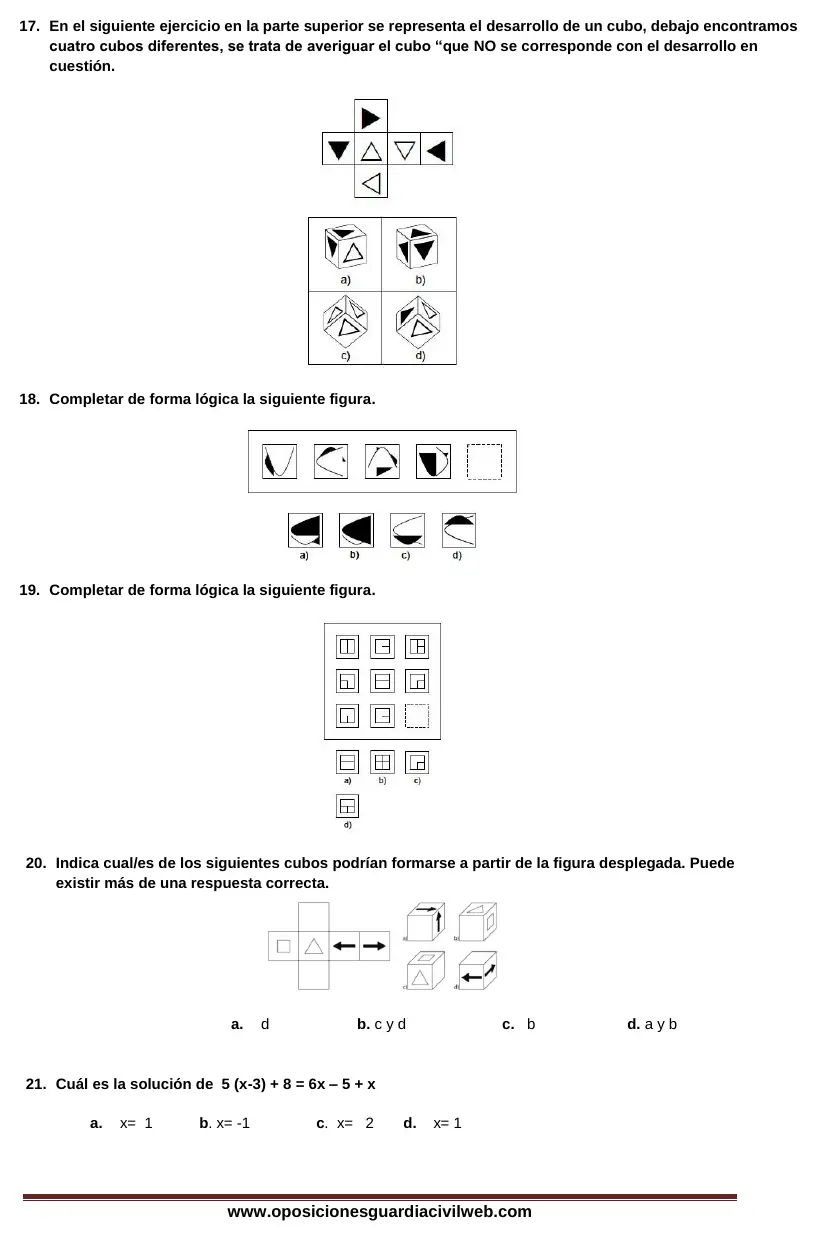 17. En el siguiente ejercicio en la parte superior se representa el desarrollo de un cubo, debajo encontramos
cuatro cubos diferentes, se trata de averiguar el cubo “que NO se corresponde con el desarrollo en
cuestión.
a) b)
c) d)
18. Completar de forma lógica la siguiente figura.
a) b) c) d)
19. Completar de forma lógica la siguiente figura.
a) b) c)
d)
20. Indica cual/es de los siguientes cubos podrían formarse a partir de la figura desplegada. Puede
existir más de una respuesta correcta.
a) b)
c) d)
a. d b. c y d c. b d. a y b
21. Cuál es la solución de 5 (x-3) + 8 = 6x – 5 + x
a. x= 1 b. x= -1 c. x= 2 d. x= 1
www.oposicionesguardiacivilweb.com